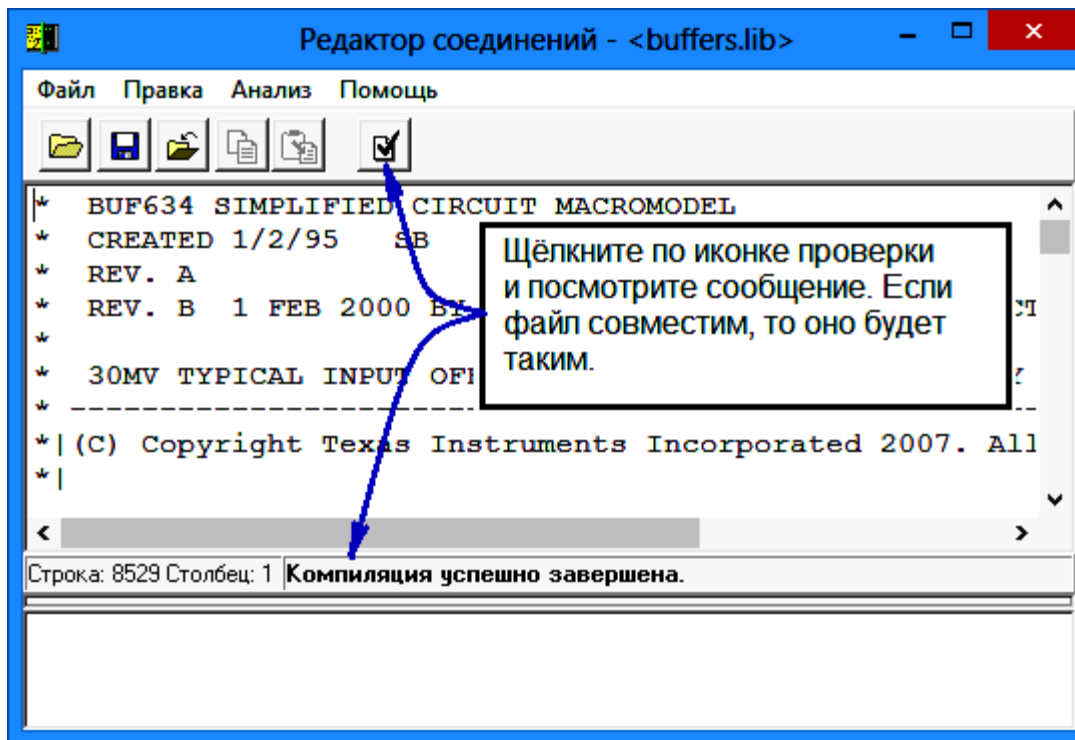 Редактор соединений - <buffers.lib>
Файл Правка Анализ Помощь
* BUF634 SIMPLIFIED CIRCUIT MACROMODEL
* CREATED 1/2/95 SB
* REV. A
* REV. B 1 FEB 2000 BY
*
* 30MV TYPICAL INPUT
* ----------------------------------------
*|(C) Copyright Texas Instruments Incorporated 2007. All
*|
Щёлкните по иконке проверки
и посмотрите сообщение. Если
файл совместим, то оно будет
таким.
Строка: 8529 Столбец: 1 Компиляция успешно завершена.